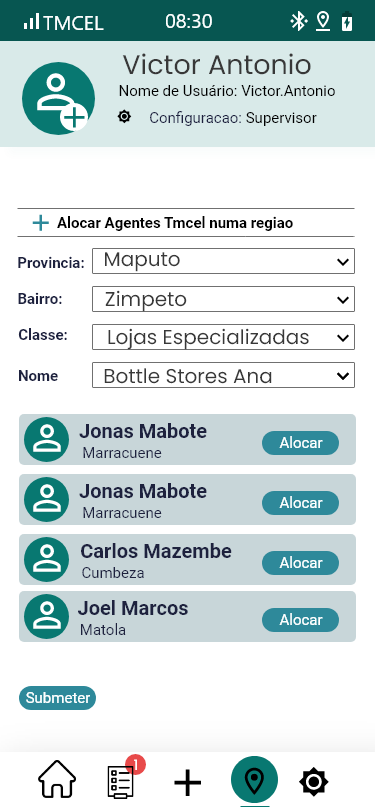 TMCEL 08:30
Victor Antonio
Nome de Usuário: Victor.Antonio
Configuracao: Supervisor
Alocar Agentes Tmcel numa regiao
Provincia: Maputo
Bairro: Zimpeto
Classe: Lojas Especializadas
Nome Bottle Stores Ana
Jonas Mabote
Marracuene
Alocar
Jonas Mabote
Marracuene
Alocar
Carlos Mazembe
Cumbeza
Alocar
Joel Marcos
Matola
Alocar
Submeter
1